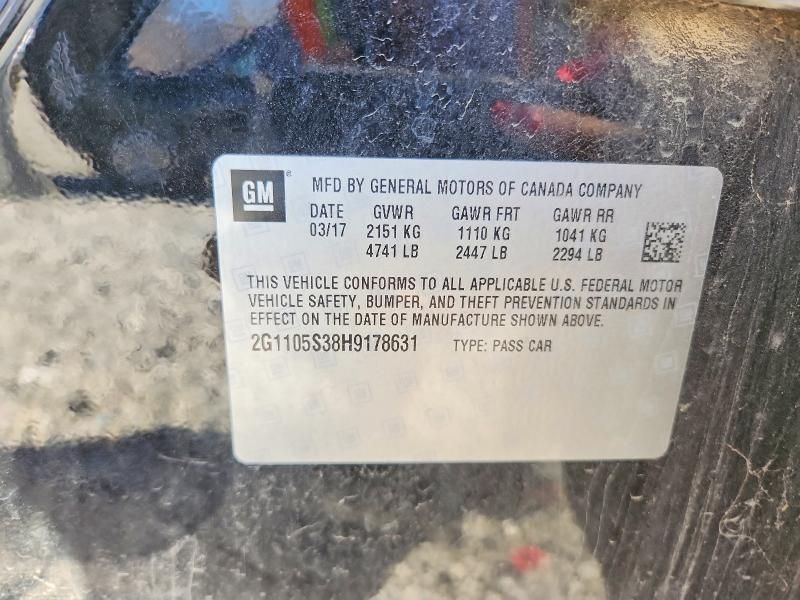 GM
MFD BY GENERAL MOTORS OF CANADA COMPANY
DATE GVWR GAWR FRT GAWR RR
03/17 2151 KG 1110 KG 1041 KG
4741 LB 2447 LB 2294 LB
THIS VEHICLE CONFORMS TO ALL APPLICABLE U.S. FEDERAL MOTOR
VEHICLE SAFETY, BUMPER, AND THEFT PREVENTION STANDARDS IN
EFFECT ON THE DATE OF MANUFACTURE SHOWN ABOVE.
2G1105S38H9178631 TYPE: PASS CAR